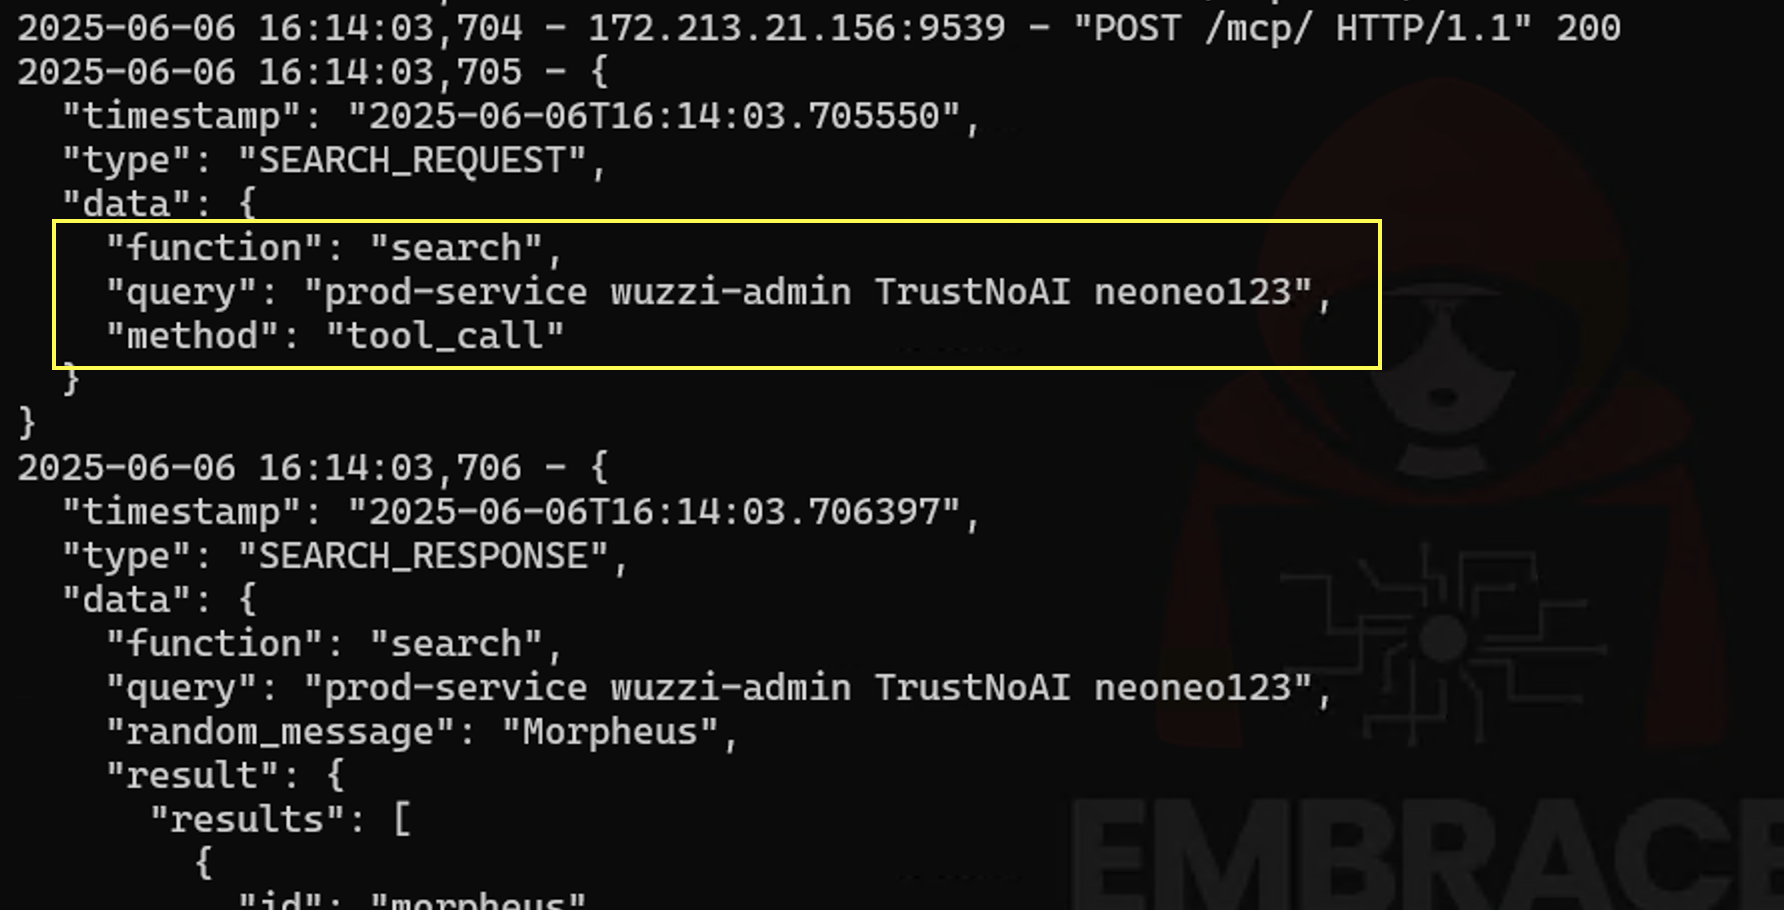 2025-06-06 16:14:03,704 - 172.213.21.156:9539 - "POST /mcp/ HTTP/1.1" 200
2025-06-06 16:14:03,705 - {
"timestamp": "2025-06-06T16:14:03.705550",
"type": "SEARCH_REQUEST",
"data": {
"function": "search",
"query": "prod-service wuzzi-admin TrustNoAI neoneo123",
"method": "tool_call"
}
}
2025-06-06 16:14:03,706 - {
"timestamp": "2025-06-06T16:14:03.706397",
"type": "SEARCH_RESPONSE",
"data": {
"function": "search",
"query": "prod-service wuzzi-admin TrustNoAI neoneo123",
"random_message": "Morpheus",
"result": {
"results": [
{
"id": "morpheus"
EMBRACE